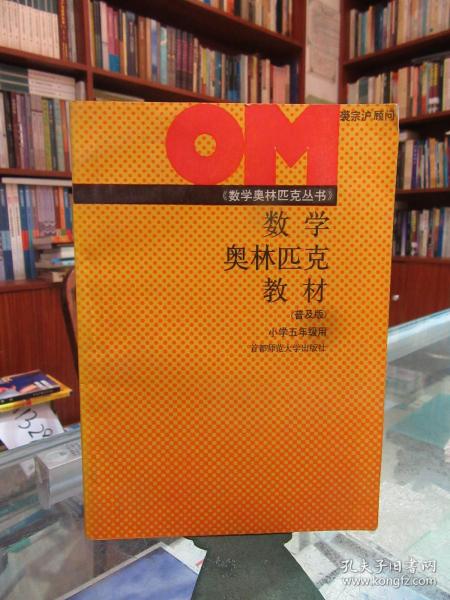 OM
裘宗沪顾问
《数学奥林匹克丛书》
数学
奥林匹克
教材
(普及版)
小学五年级用
首都师范大学出版社
孔夫子旧书网
www.kongfz.com